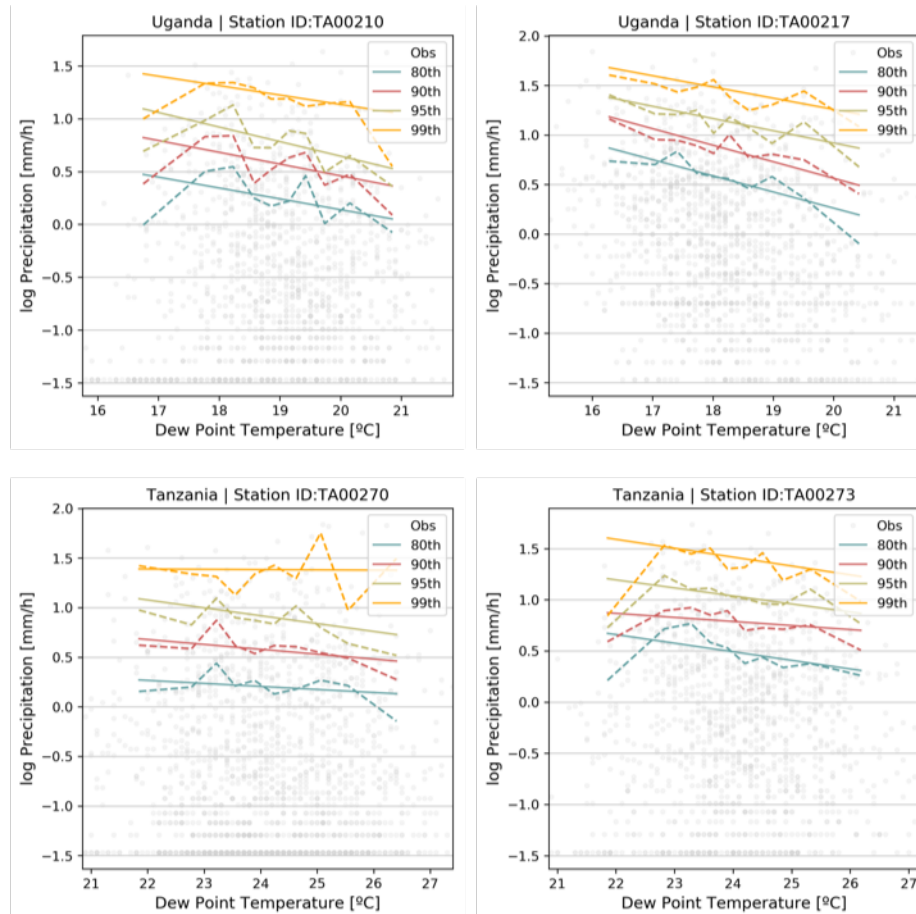 Uganda | Station ID:TA00210
log Precipitation [mm/h]
1.5
1.0
0.5
0.0
−0.5
−1.0
−1.5
Obs
80th
90th
95th
99th
16 17 18 19 20 21
Dew Point Temperature [ºC]
Uganda | Station ID:TA00217
log Precipitation [mm/h]
2.0
1.5
1.0
0.5
0.0
−0.5
−1.0
−1.5
Obs
80th
90th
95th
99th
16 17 18 19 20 21
Dew Point Temperature [ºC]
Tanzania | Station ID:TA00270
log Precipitation [mm/h]
2.0
1.5
1.0
0.5
0.0
−0.5
−1.0
−1.5
Obs
80th
90th
95th
99th
21 22 23 24 25 26 27
Dew Point Temperature [ºC]
Tanzania | Station ID:TA00273
log Precipitation [mm/h]
1.5
1.0
0.5
0.0
−0.5
−1.0
−1.5
Obs
80th
90th
95th
99th
21 22 23 24 25 26 27
Dew Point Temperature [ºC]